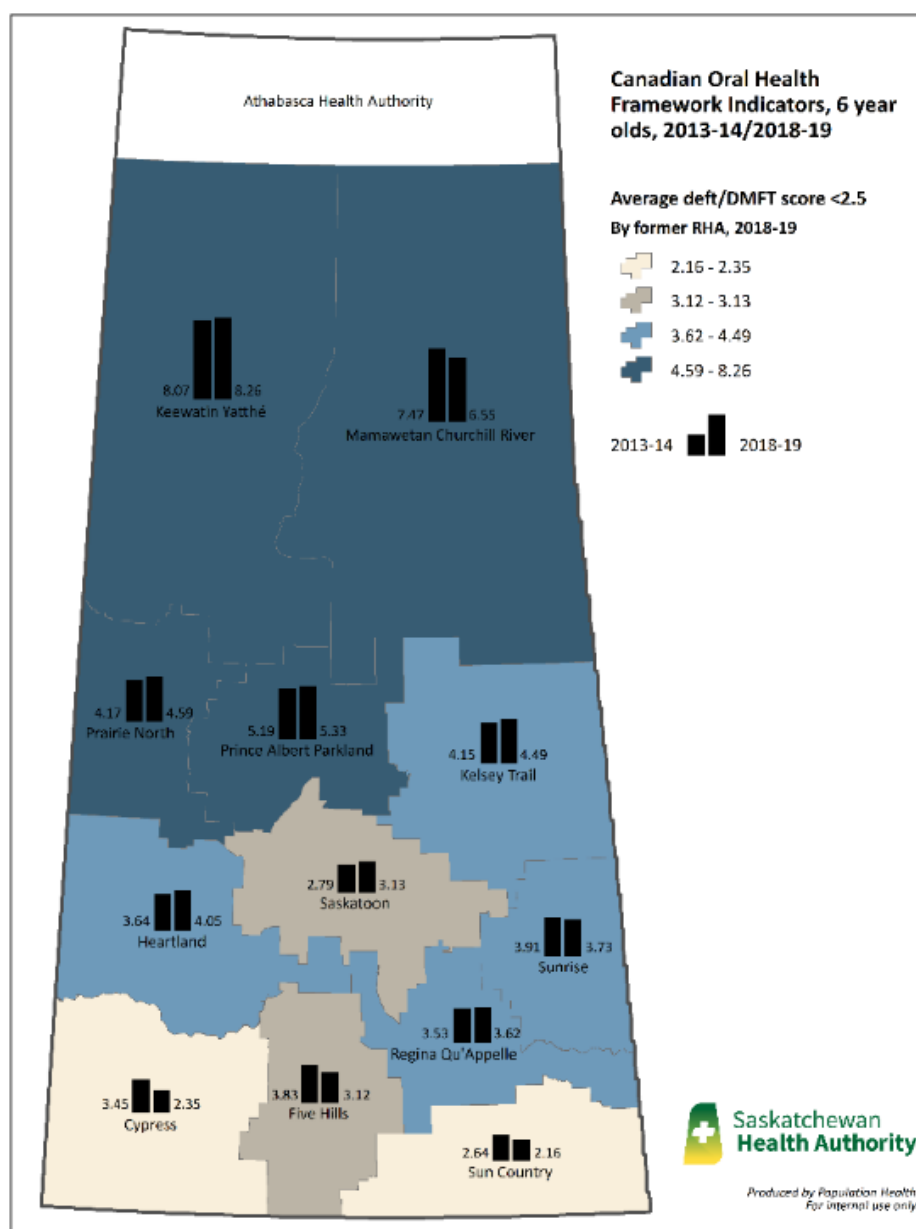 Athabasca Health Authority
Canadian Oral Health
Framework Indicators, 6 year
olds, 2013-14/2018-19
Average deft/DMFT score <2.5
By former RHA, 2018-19
2.16 - 2.35
3.12 - 3.13
3.62 - 4.49
4.59 - 8.26
2013-14 2018-19
8.07 8.26
Keewatin Yatthé
7.47 6.55
Mamawetan Churchill River
4.17 4.59
Prairie North
5.19 5.33
Prince Albert Parkland
4.15 4.49
Kelsey Trail
2.79 3.13
Saskatoon
3.64 4.05
Heartland
3.91 3.73
Sunrise
3.53 3.62
Regina Qu'Appelle
3.45 2.35
Cypress
3.83 3.12
Five Hills
2.64 2.16
Sun Country
Saskatchewan
Health Authority
Produced by Population Health
For internal use only